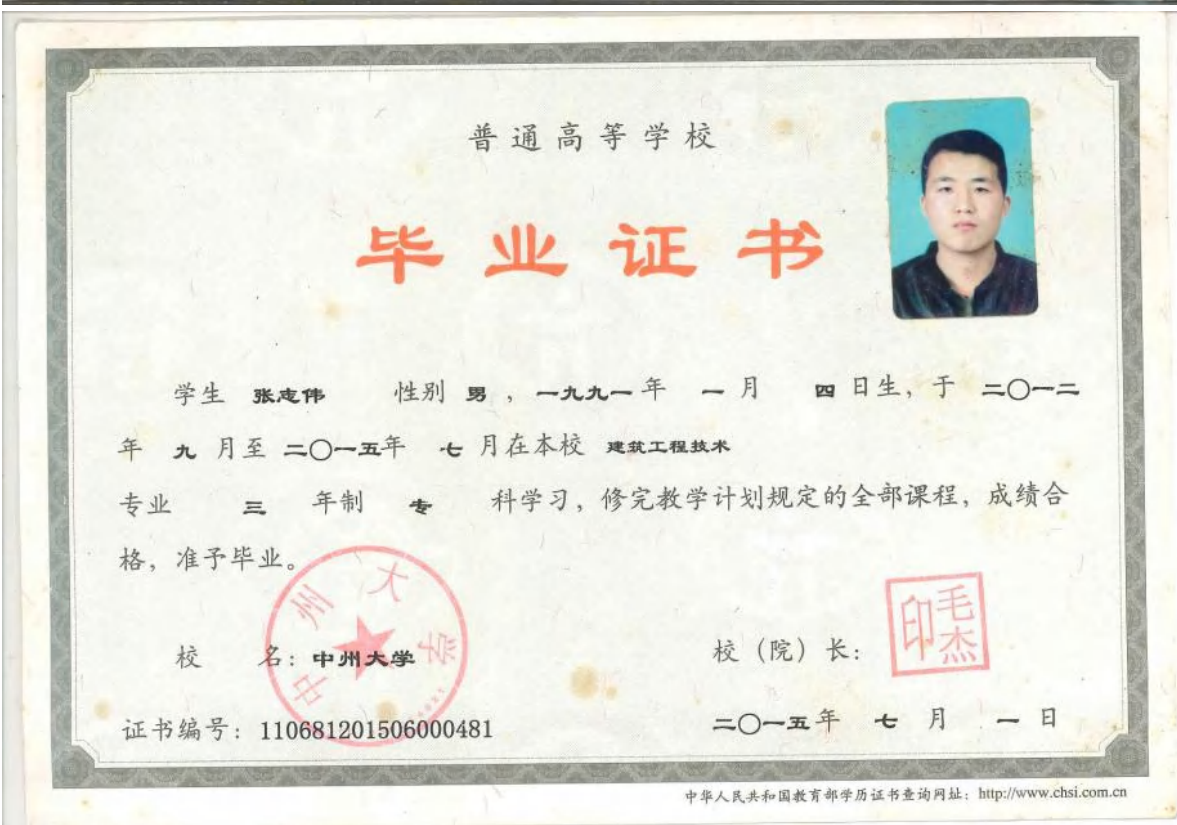 普通高等学校
毕业证书
学生 张志伟 性别 男 ，一九九一 年 一 月 四 日生，于 二〇一二
年 九 月至 二〇一五年 七 月在本校 建筑工程技术
专业 三 年制 专 科学习，修完教学计划规定的全部课程，成绩合
格，准予毕业。
中州大学
校 名：中州大学
校（院）长：
毛杰印
证书编号：110681201506000481
二〇一五年 七 月 一 日
中华人民共和国教育部学历证书查询网址：http://www.chsi.com.cn